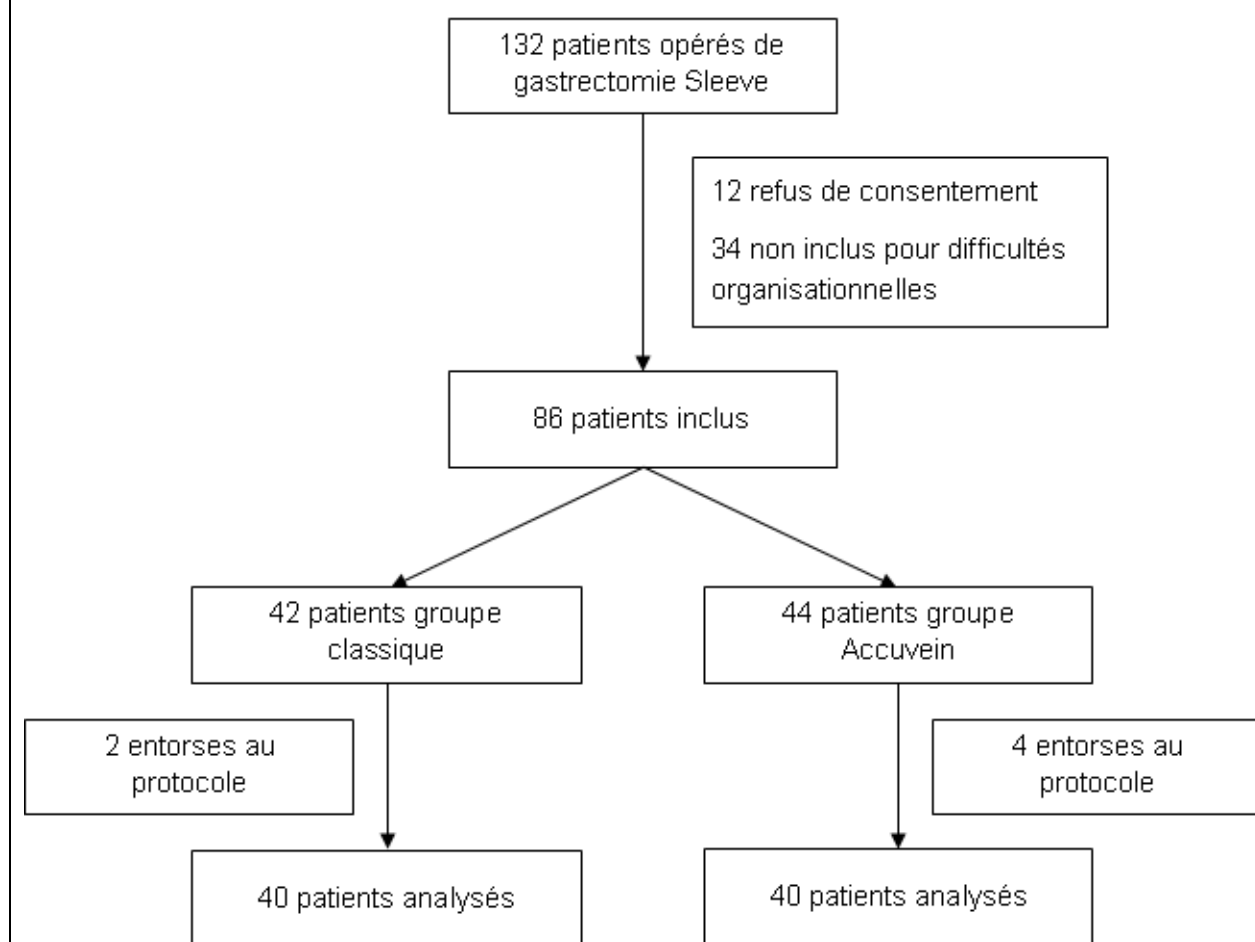 132 patients opérés de
gastrectomie Sleeve
12 refus de consentement
34 non inclus pour difficultés
organisationnelles
86 patients inclus
42 patients groupe
classique
44 patients groupe
Accuvein
2 entorses au
protocole
4 entorses au
protocole
40 patients analysés
40 patients analysés